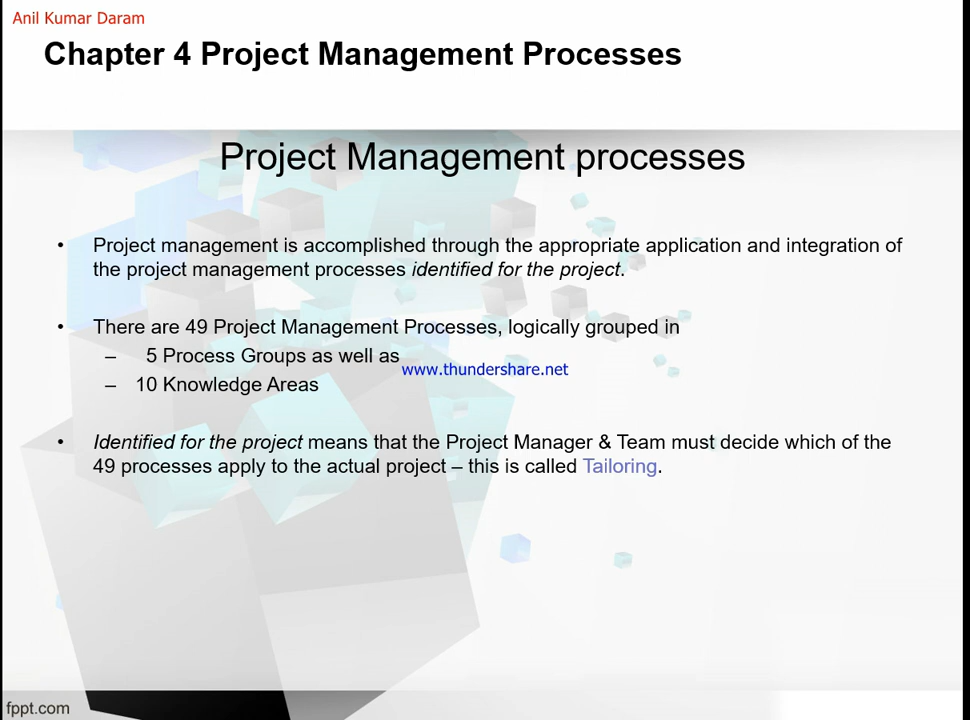 Anil Kumar Daram
Chapter 4 Project Management Processes
Project Management processes
• Project management is accomplished through the appropriate application and integration of
the project management processes identified for the project.
• There are 49 Project Management Processes, logically grouped in
– 5 Process Groups as well as
www.thundershare.net
– 10 Knowledge Areas
• Identified for the project means that the Project Manager & Team must decide which of the
49 processes apply to the actual project – this is called Tailoring.
fppt.com